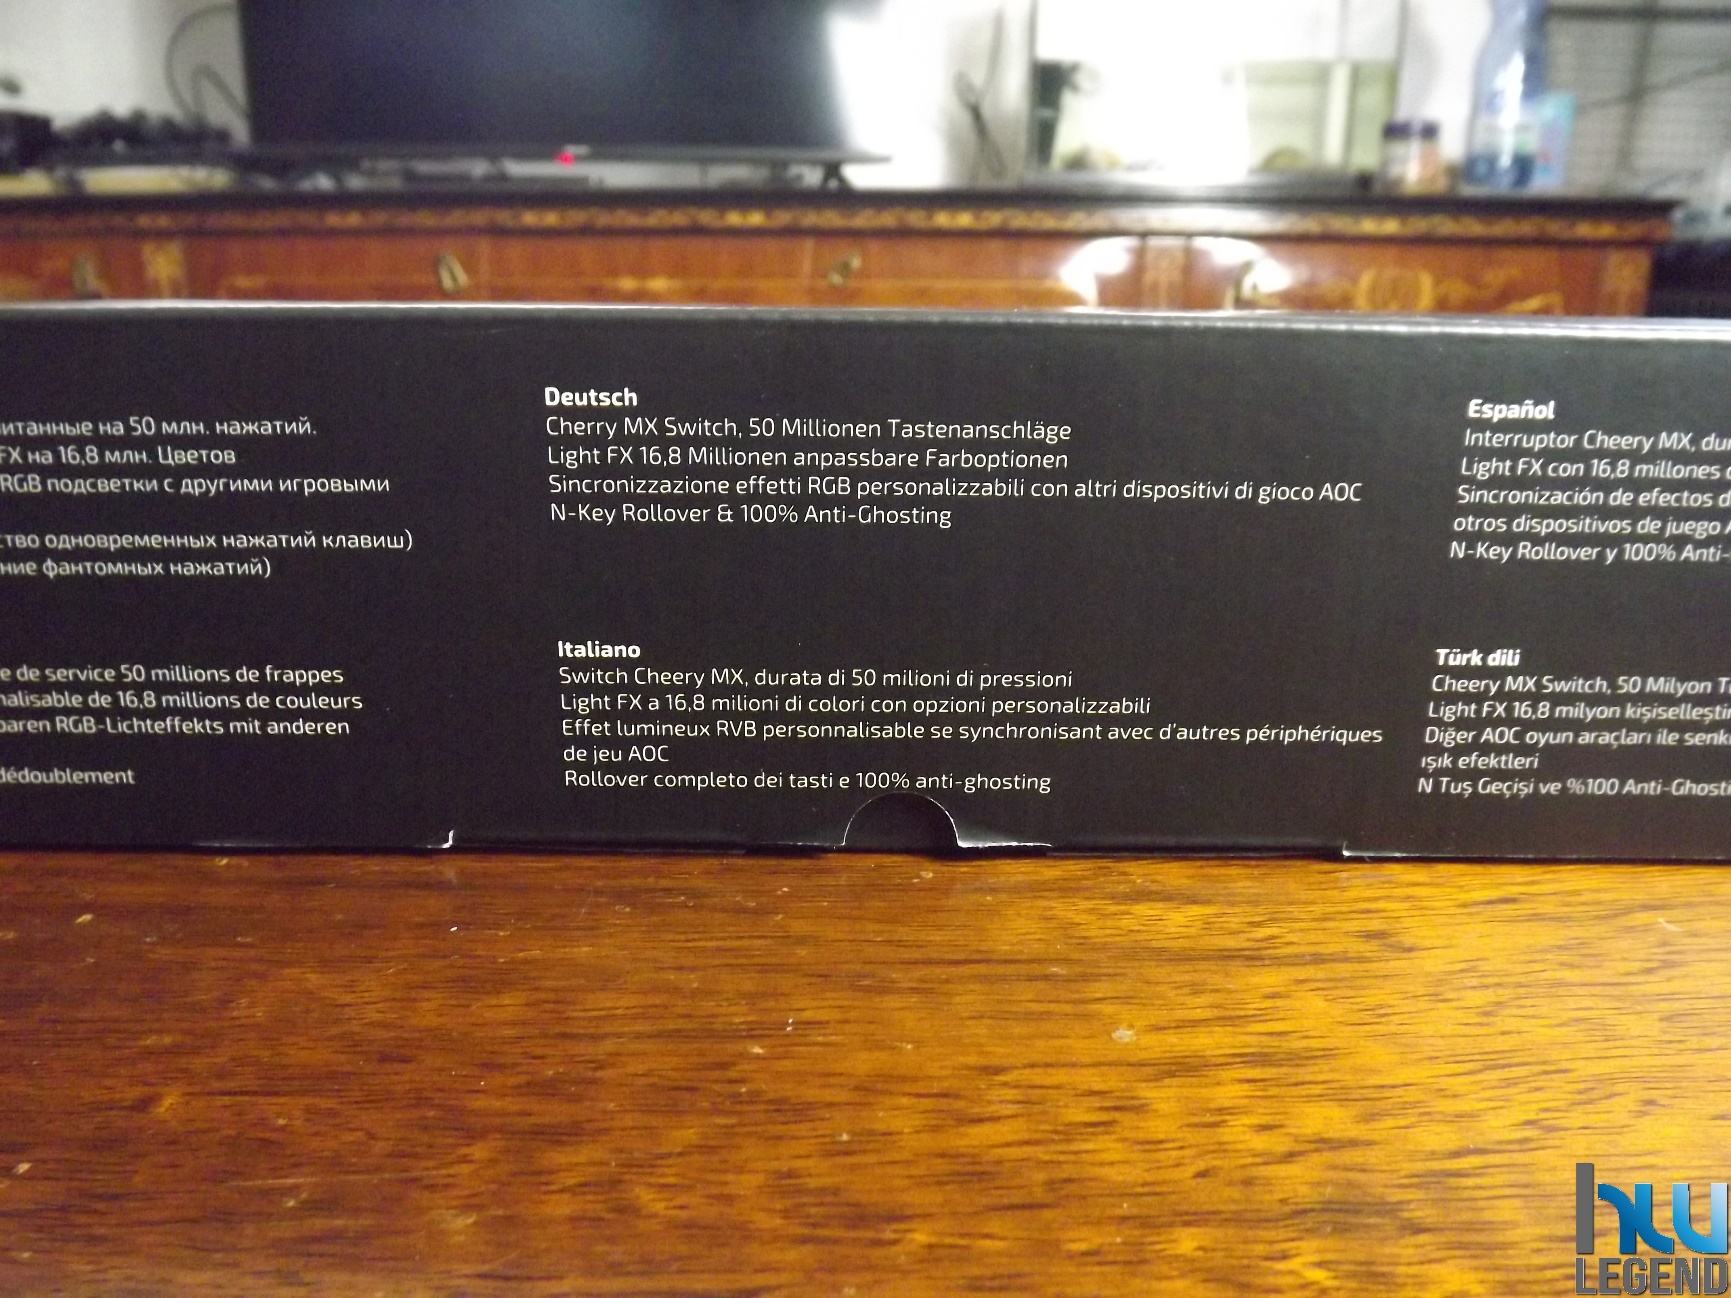 на 50 млн. нажатий.
FX на 16,8 млн. Цветов
RGB подсветки с другими игровыми
одновременных нажатий клавиш)
фантомных нажатий)
de service 50 millions de frappes
de 16,8 millions de couleurs
RGB-Lichteffekts mit anderen
dédoublement
Deutsch
Cherry MX Switch, 50 Millionen Tastenanschläge
Light FX 16,8 Millionen anpassbare Farboptionen
Sincronizzazione effetti RGB personalizzabili con altri dispositivi di gioco AOC
N-Key Rollover & 100% Anti-Ghosting
Italiano
Switch Cheery MX, durata di 50 milioni di pressioni
Light FX a 16,8 milioni di colori con opzioni personalizzabili
Effet lumineux RVB personnalisable se synchronisant avec d'autres périphériques
de jeu AOC
Rollover completo dei tasti e 100% anti-ghosting
Español
Interruptor Cheery MX,
Light FX con 16,8 millones
Sincronización de efectos
otros dispositivos de juego
N-Key Rollover y 100% Anti-
Türk dili
Cheery MX Switch, 50 Milyon
Light FX 16,8 milyon
Diğer AOC oyun araçları ile
ışık efektleri
N Tuş Geçişi ve %100 Anti-Ghosti
LEGEND